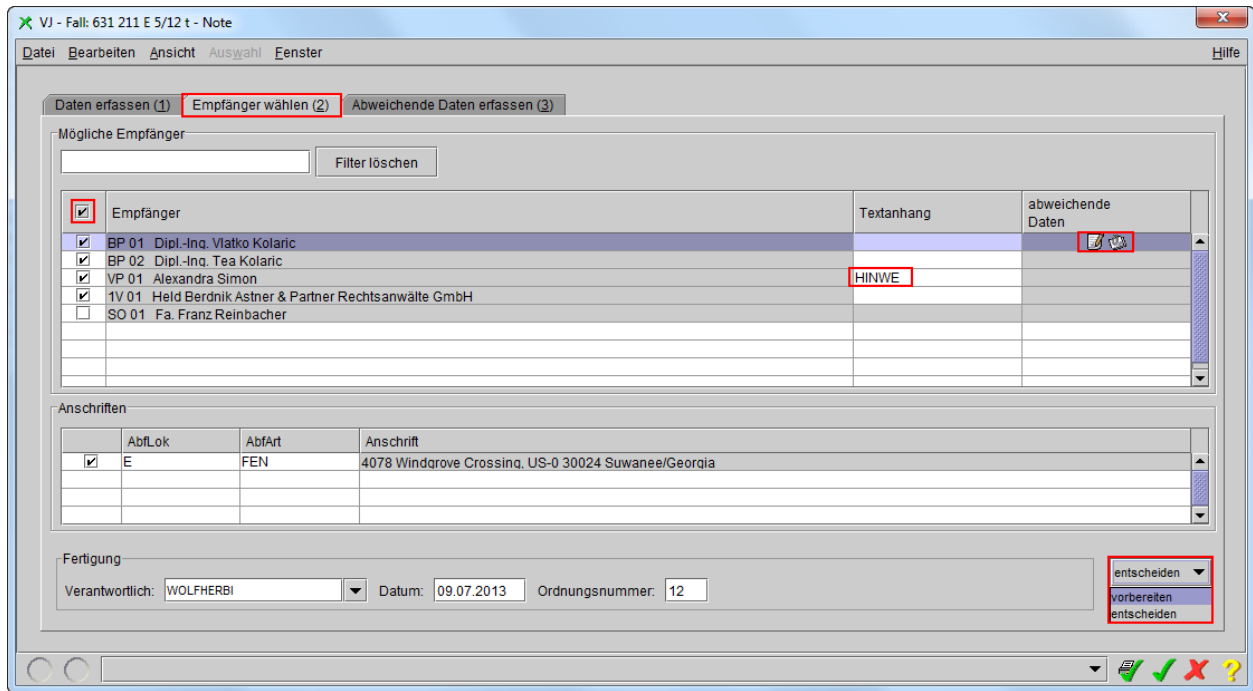 VJ - Fall: 631 211 E 5/12 t - Note
Datei Bearbeiten Ansicht Auswahl Fenster Hilfe
Daten erfassen (1) Empfänger wählen (2) Abweichende Daten erfassen (3)
Mögliche Empfänger
Filter löschen
Empfänger Textanhang abweichende Daten
BP 01 Dipl.-Ing. Vlatko Kolaric
BP 02 Dipl.-Ing. Tea Kolaric
VP 01 Alexandra Simon HINWE
1V 01 Held Berdnik Astner & Partner Rechtsanwälte GmbH
SO 01 Fa. Franz Reinbacher
Anschriften
AbfLok AbfArt Anschrift
E FEN 4078 Windgrove Crossing, US-0 30024 Suwanee/Georgia
Fertigung
Verantwortlich: WOLFHERBI Datum: 09.07.2013 Ordnungsnummer: 12
entscheiden
vorbereiten
entscheiden